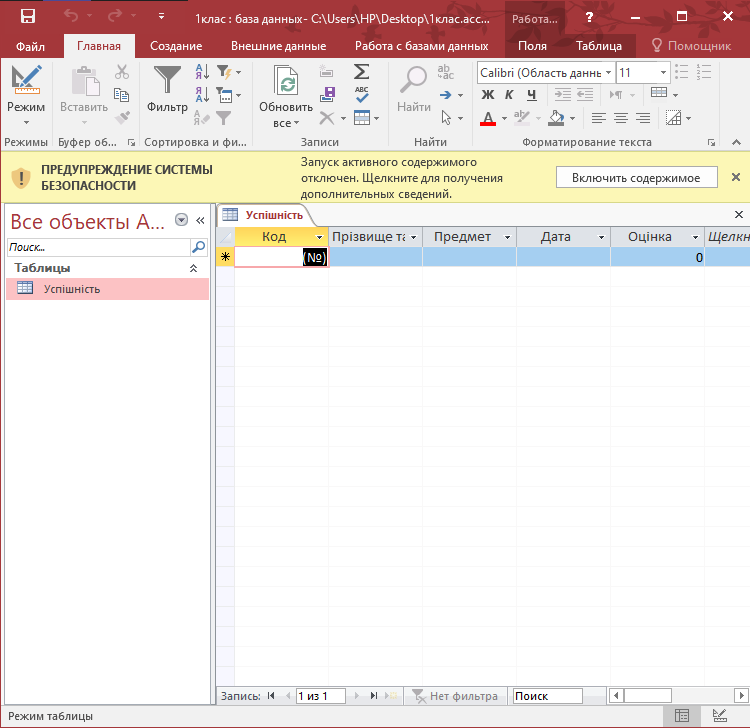 1клас : база данных- C:\Users\HP\Desktop\1клас.acc...
Работа...
?
Файл
Главная
Создание
Внешние данные
Работа с базами данных
Поля
Таблица
Помощник
Режим
Вставить
Фильтр
Обновить
все
Найти
Calibri (Область данн
11
Ж К Ч
Режимы
Буфер об...
Сортировка и фи...
Записи
Найти
Форматирование текста
ПРЕДУПРЕЖДЕНИЕ СИСТЕМЫ
БЕЗОПАСНОСТИ
Запуск активного содержимого
отключен. Щелкните для получения
дополнительных сведений.
Включить содержимое
Все объекты A...
Поиск...
Таблицы
Успішність
Успішність
Код
Прізвище та
Предмет
Дата
Оцінка
Щелкн
(№)
0
Запись:
1 из 1
Нет фильтра
Поиск
Режим таблицы